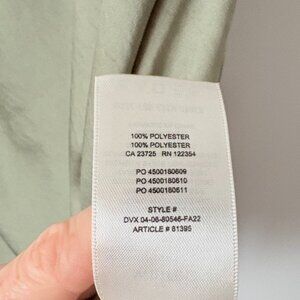 100% POLYESTER
100% POLYESTER
CA 23725 RN 122354
PO 4500180609
PO 4500180610
PO 4500180611
STYLE #
DVX 04-06-80546-FA22
ARTICLE # 81395